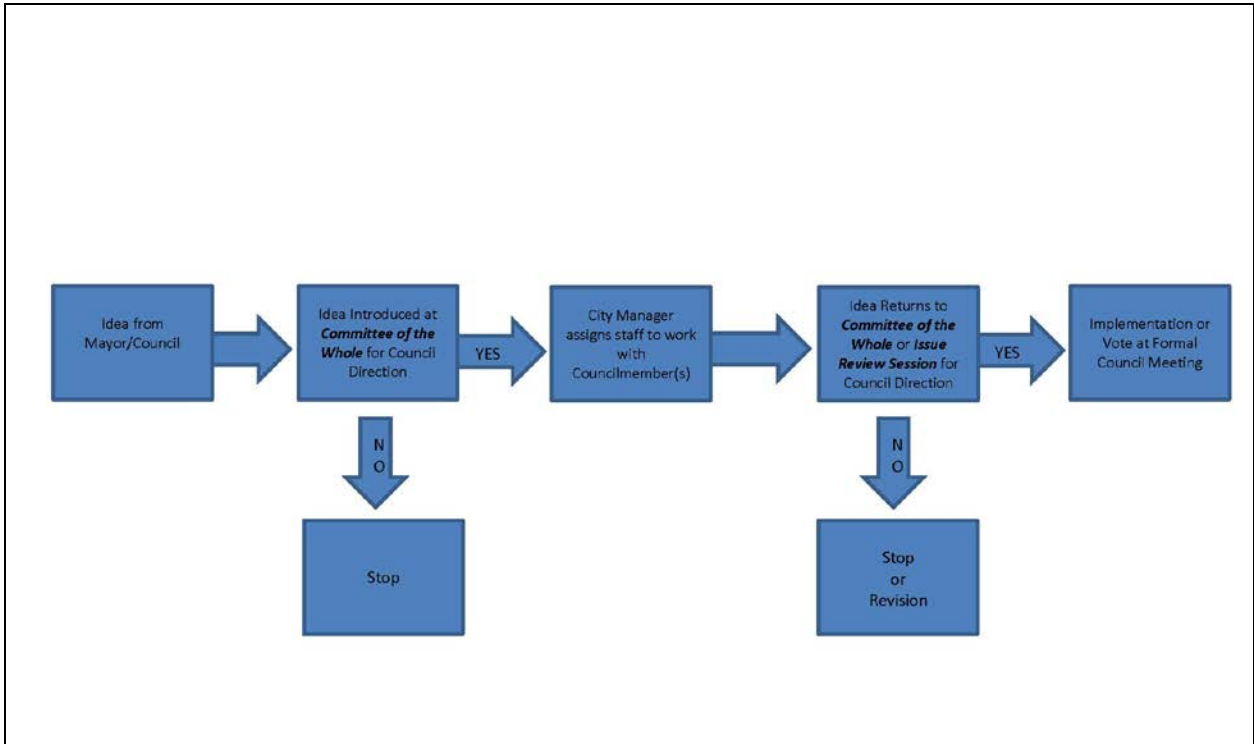 Idea from
Mayor/Council
Idea Introduced at
Committee of the
Whole for Council
Direction
YES
City Manager
assigns staff to work
with
Councilmember(s)
Idea Returns to
Committee of the
Whole or Issue
Review Session for
Council Direction
YES
Implementation or
Vote at Formal
Council Meeting
N
O
Stop
N
O
Stop
or
Revision